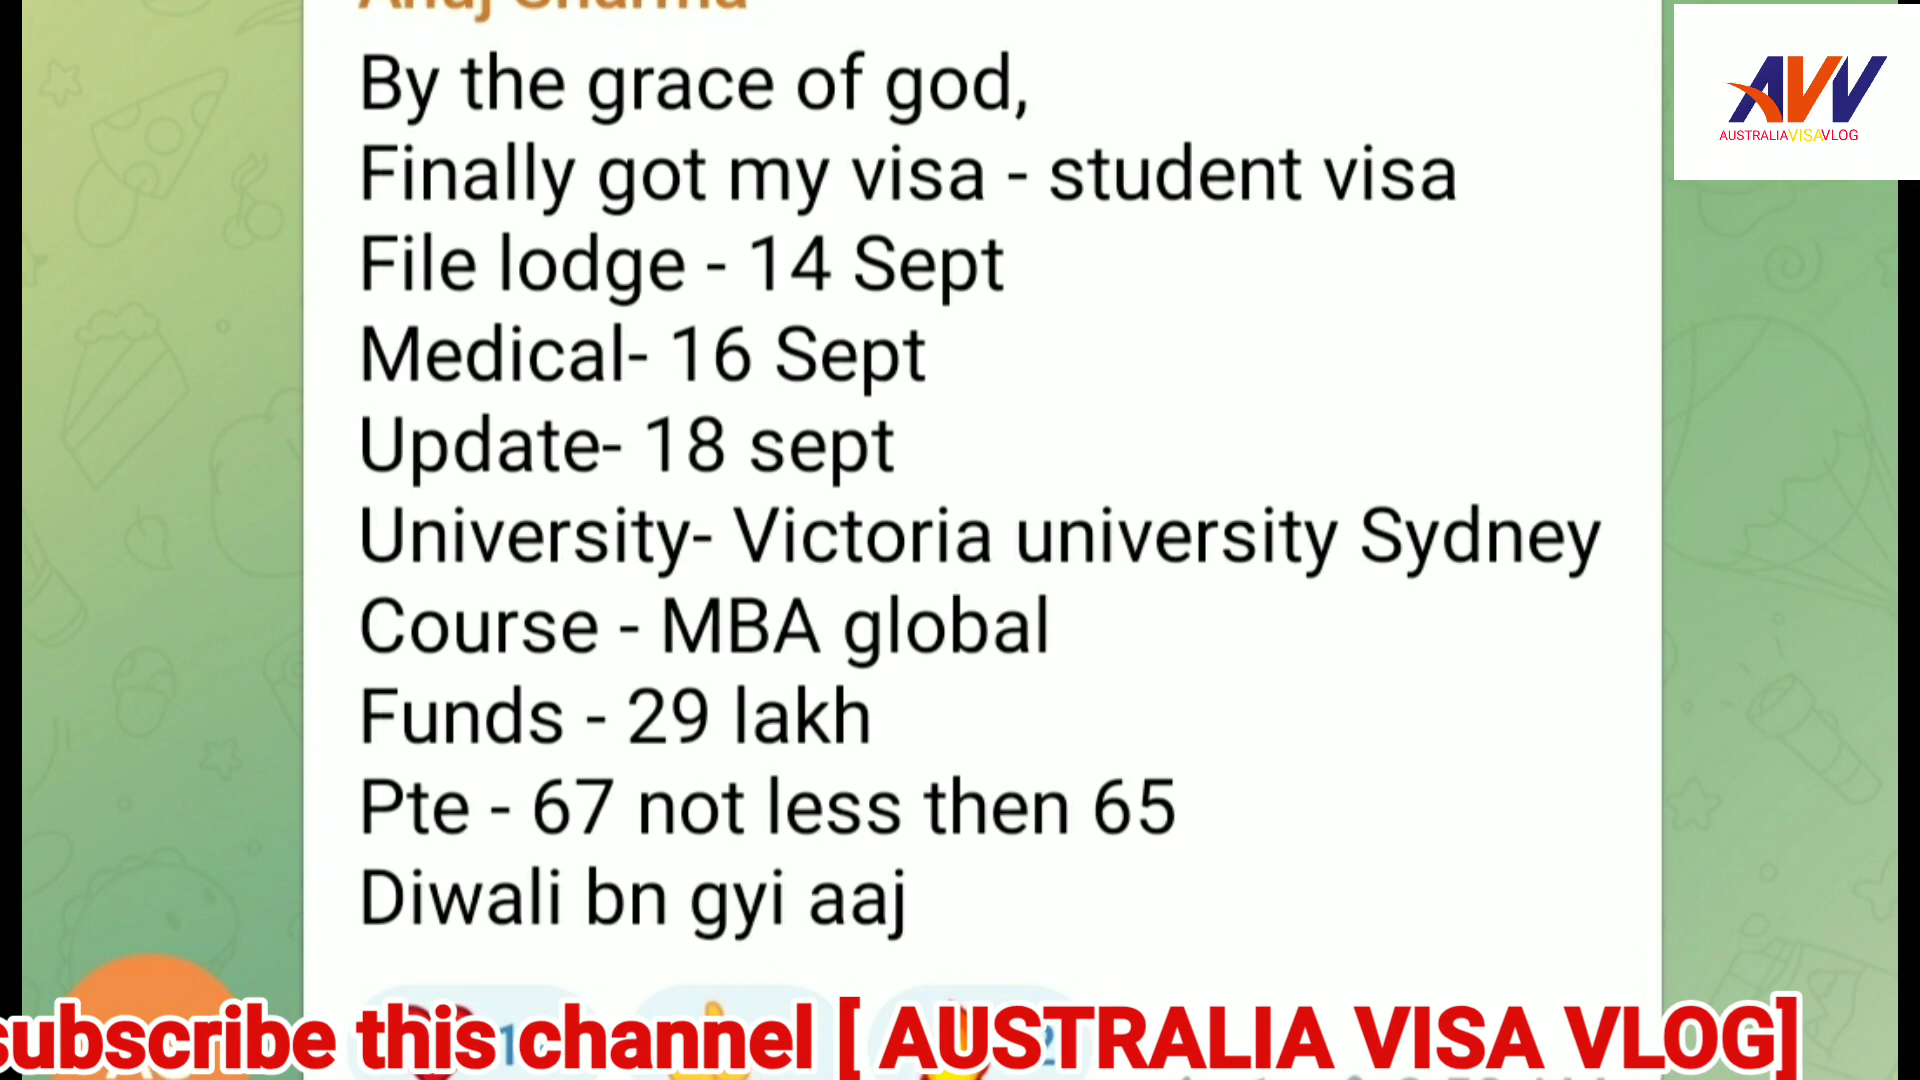 Anuj Sharma
By the grace of god,
Finally got my visa - student visa
File lodge - 14 Sept
Medical- 16 Sept
Update- 18 sept
University- Victoria university Sydney
Course - MBA global
Funds - 29 lakh
Pte - 67 not less then 65
Diwali bn gyi aaj
AVV
AUSTRALIAVISAVLOG
subscribe this channel [ AUSTRALIA VISA VLOG]